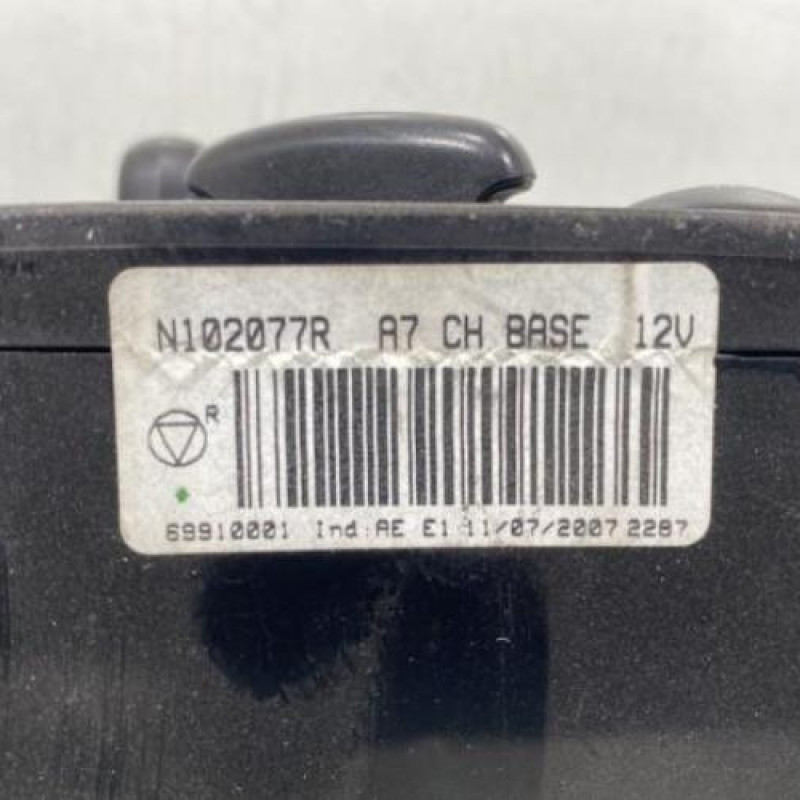 N102077R A7 CH BASE 12V
R
69910001 Ind:AE E1 11/07/2007 2287